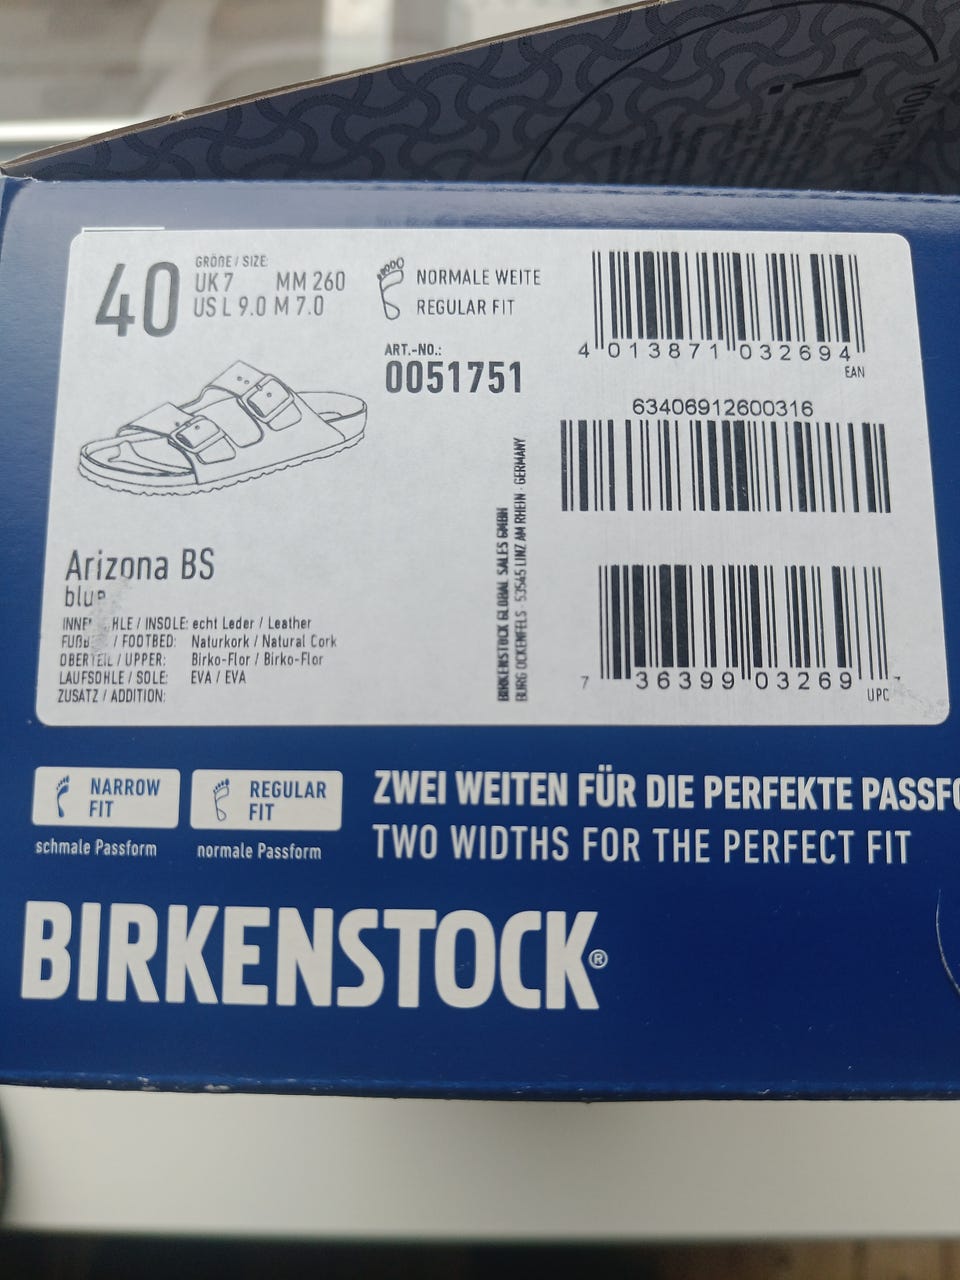 40
GRÖßE / SIZE:
UK 7 MM 260
US L 9.0 M 7.0
NORMALE WEITE
REGULAR FIT
ART.-NO.:
0051751
4 013871 032694
EAN
63406912600316
BIRKENSTOCK GLOBAL SALES GMBH
BURG OCKENFELS · 53545 LINZ AM RHEIN · GERMANY
Arizona BS
blue
HLE / INSOLE: echt Leder / Leather
/ FOOTBED: Naturkork / Natural Cork
OBERTEIL / UPPER: Birko-Flor / Birko-Flor
LAUFSOHLE / SOLE: EVA / EVA
ZUSATZ / ADDITION:
7 36399 03269 7
UPC
NARROW FIT
schmale Passform
REGULAR FIT
normale Passform
ZWEI WEITEN FÜR DIE PERFEKTE PASSFO
TWO WIDTHS FOR THE PERFECT FIT
BIRKENSTOCK®